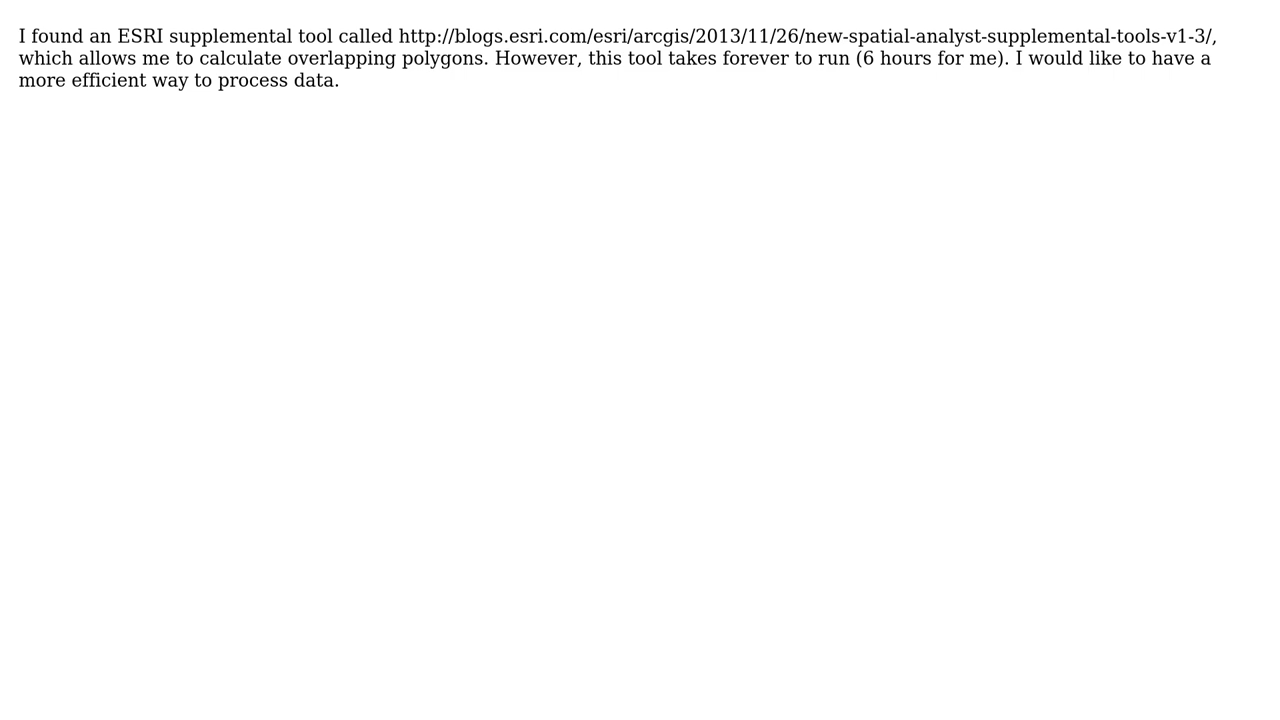 I found an ESRI supplemental tool called http://blogs.esri.com/esri/arcgis/2013/11/26/new-spatial-analyst-supplemental-tools-v1-3/,
which allows me to calculate overlapping polygons. However, this tool takes forever to run (6 hours for me). I would like to have a
more efficient way to process data.